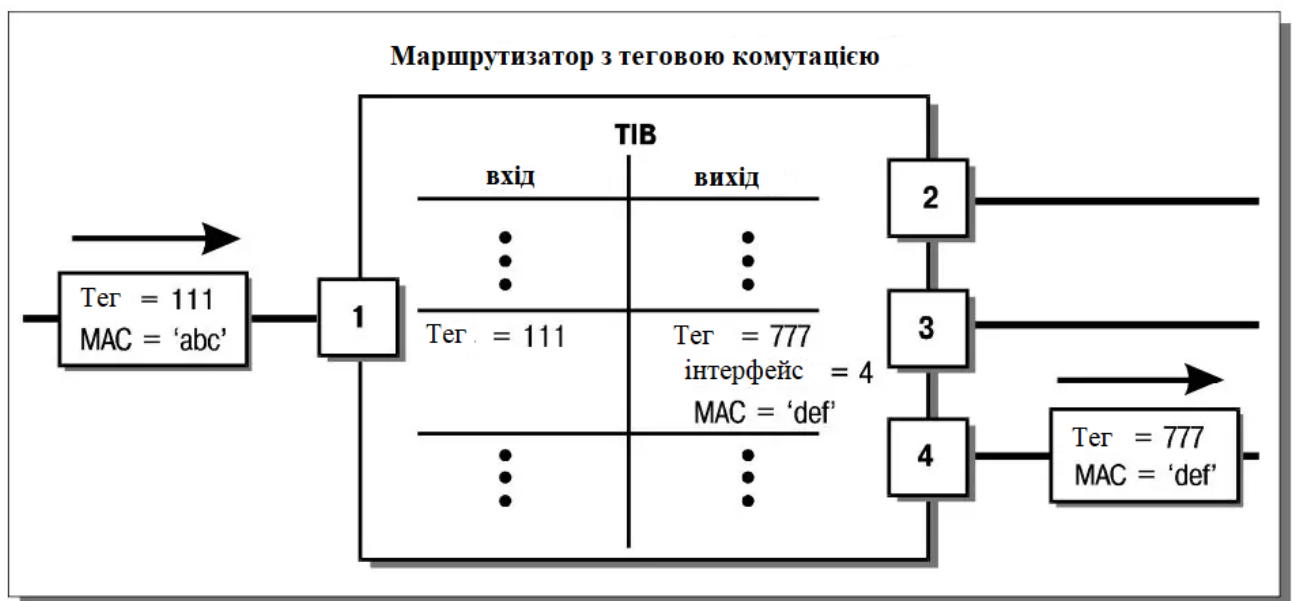 Маршрутизатор з теговою комутацією
TIB
вхід вихід
Тег = 111
MAC = 'abc'
1
Тег = 111
Тег = 777
інтерфейс = 4
MAC = 'def'
2
3
4
Тег = 777
MAC = 'def'